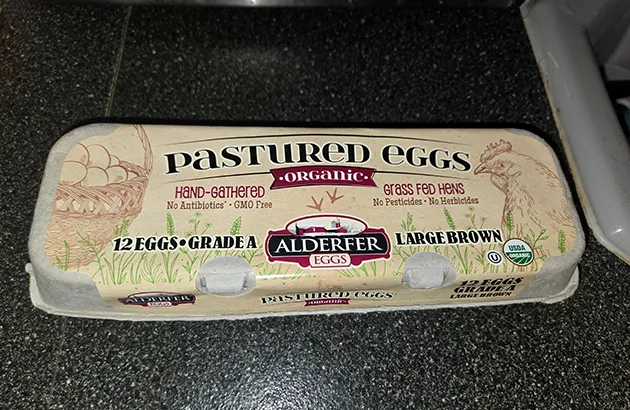 PASTURED EGGS
•ORGANIC•
HAND-GATHERED
No Antibiotics* • GMO Free
GRASS FED HENS
No Pesticides • No Herbicides
12 EGGS • GRADE A
ALDERFER
EGGS
LARGE BROWN
U
USDA
ORGANIC
ALDERFER
EGGS
PASTURED EGGS
•ORGANIC•
12 EGGS
GRADE A
LARGE BROWN